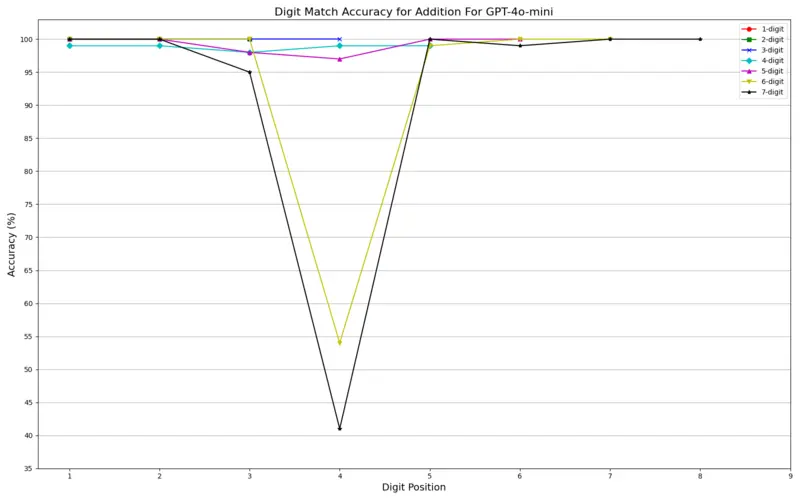 Digit Match Accuracy for Addition For GPT-4o-mini
100
95
90
85
80
75
70
65
60
55
50
45
40
35
Accuracy (%)
1-digit
2-digit
3-digit
4-digit
5-digit
6-digit
7-digit
1 2 3 4 5 6 7 8 9
Digit Position